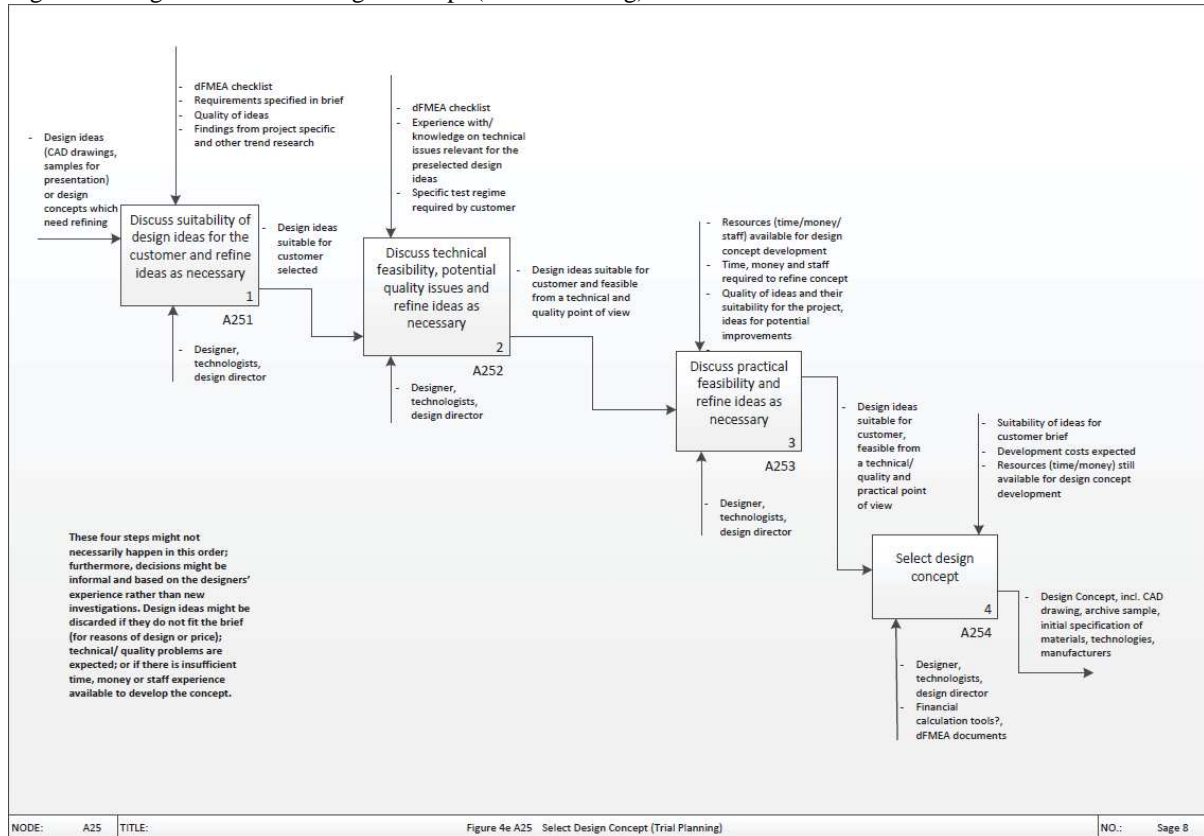 - dFMEA checklist
- Requirements specified in brief
- Quality of ideas
- Findings from project specific
and other trend research
- Design ideas
(CAD drawings,
samples for
presentation)
or design
concepts which
need refining
Discuss suitability of
design ideas for the
customer and refine
ideas as necessary
1
A251
- Designer,
technologists,
design director
- Design ideas
suitable for
customer
selected
- dFMEA checklist
- Experience with/
knowledge on technical
issues relevant for the
preselected design
ideas
- Specific test regime
required by customer
Discuss technical
feasibility, potential
quality issues and
refine ideas as
necessary
2
A252
- Designer,
technologists,
design director
- Design ideas suitable for
customer and feasible
from a technical and
quality point of view
- Resources (time/money/
staff) available for design
concept development
- Time, money and staff
required to refine concept
- Quality of ideas and their
suitability for the project,
ideas for potential
improvements
-
Discuss practical
feasibility and
refine ideas as
necessary
3
A253
- Designer,
technologists,
design director
- Design ideas
suitable for
customer,
feasible from
a technical/
quality and
practical point
of view
- Suitability of ideas for
customer brief
- Development costs expected
- Resources (time/money) still
available for design concept
development
Select design
concept
4
A254
- Designer,
technologists,
design director
- Financial
calculation tools?,
dFMEA documents
- Design Concept, incl. CAD
drawing, archive sample,
initial specification of
materials, technologies,
manufacturers
These four steps might not
necessarily happen in this order;
furthermore, decisions might be
informal and based on the designers'
experience rather than new
investigations. Design ideas might be
discarded if they do not fit the brief
(for reasons of design or price);
technical/ quality problems are
expected; or if there is insufficient
time, money or staff experience
available to develop the concept.
NODE: A25 TITLE: Figure 4e A25 Select Design Concept (Trial Planning) NO.: Sage 8